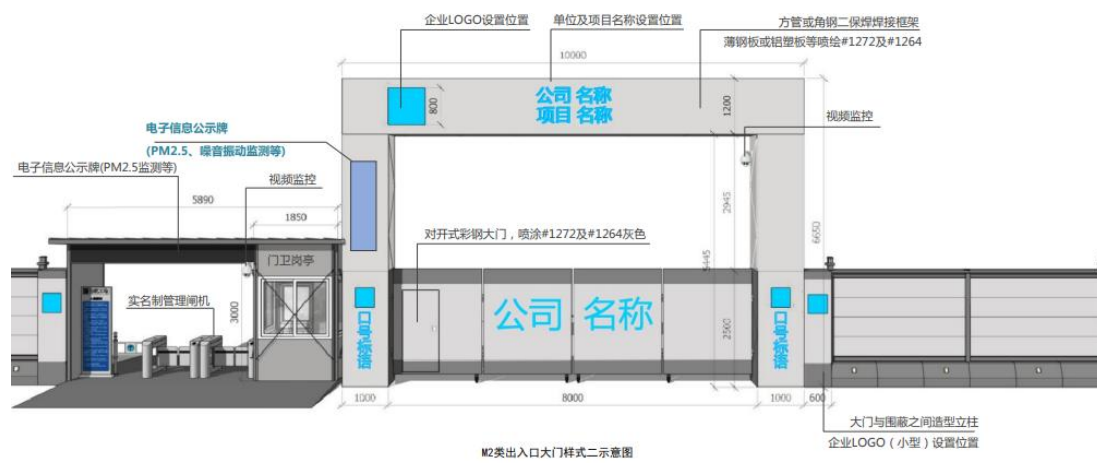 企业LOGO设置位置
单位及项目名称设置位置
方管或角钢二保焊焊接框架
薄钢板或铝塑板等喷绘#1272及#1264
10000
公司 名称
项目 名称
800
1200
视频监控
电子信息公示牌
(PM2.5、噪音振动监测等)
电子信息公示牌(PM2.5监测等)
视频监控
5890
1850
2945
6650
5445
对开式彩钢大门，喷涂#1272及#1264灰色
门卫岗亭
实名制管理闸机
3000
公司 名称
口号标语
口号标语
2560
1000
8000
1000
600
大门与围蔽之间造型立柱
企业LOGO（小型）设置位置
M2类出入口大门样式二示意图